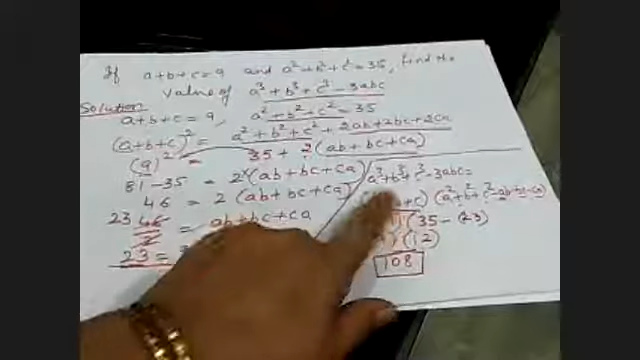 If a+b+c=9 and a²+b²+c²=35, find the
value of a³+b³+c³-3abc
Solution
a+b+c=9, a²+b²+c²=35
(a+b+c)² = a²+b²+c²+2ab+2bc+2ca
(9)² = 35 + 2(ab+bc+ca)
81-35 = 2(ab+bc+ca)
46 = 2(ab+bc+ca)
23 46 = ab+bc+ca
2
23 =
a³+b³+c³-3abc=
+c) (a²+b²+c²-ab-bc-ca)
(35-(23)
(12)
108